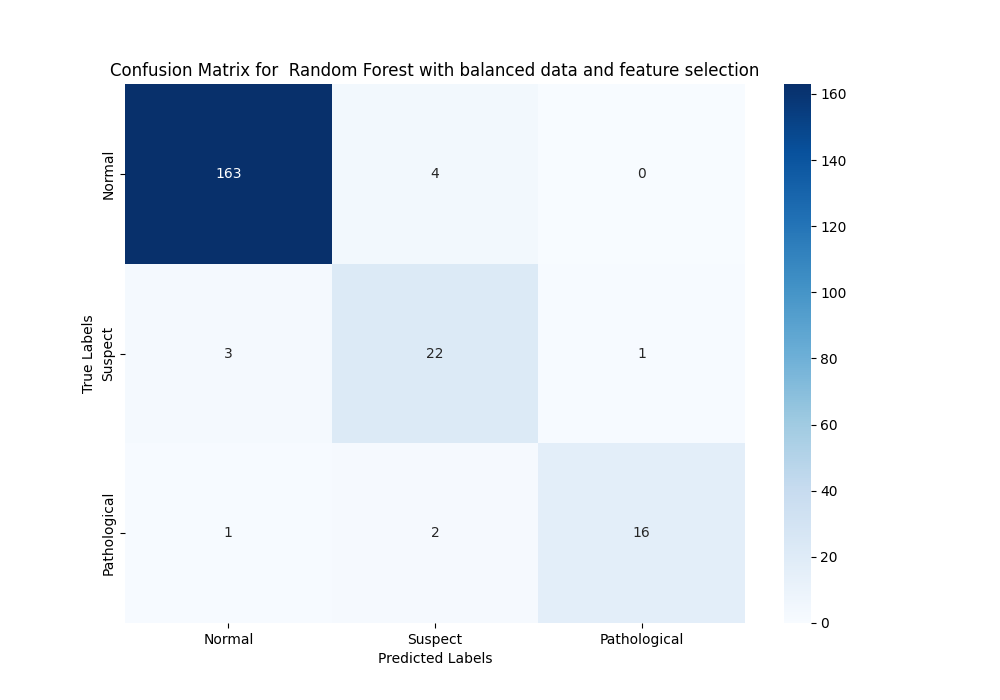 Confusion Matrix for  Random Forest with balanced data and feature selection
True Labels
Normal
163 4 0
Suspect
3 22 1
Pathological
1 2 16
Normal Suspect Pathological
Predicted Labels
160
140
120
100
80
60
40
20
0